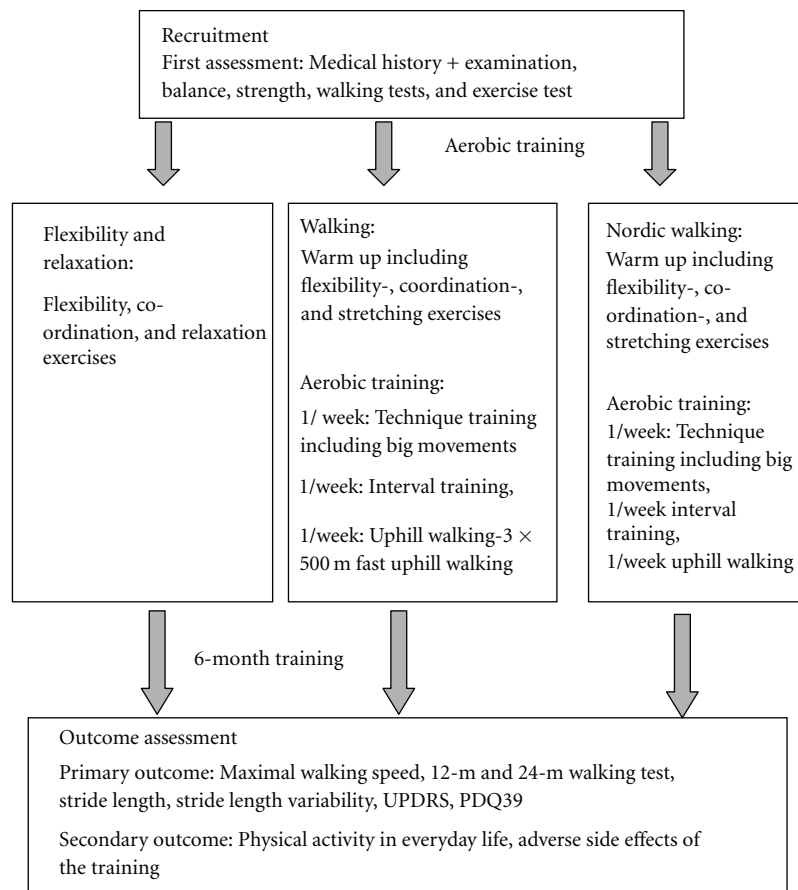 Recruitment
First assessment: Medical history + examination,
balance, strength, walking tests, and exercise test
Aerobic training
Flexibility and
relaxation:
Flexibility, co-
ordination, and relaxation
exercises
Walking:
Warm up including
flexibility-, coordination-,
and stretching exercises
Aerobic training:
1/ week: Technique training
including big movements
1/week: Interval training,
1/week: Uphill walking-3 ×
500 m fast uphill walking
Nordic walking:
Warm up including
flexibility-, co-
ordination-, and
stretching exercises
Aerobic training:
1/week: Technique
training including big
movements,
1/week interval
training,
1/week uphill walking
6-month training
Outcome assessment
Primary outcome: Maximal walking speed, 12-m and 24-m walking test,
stride length, stride length variability, UPDRS, PDQ39
Secondary outcome: Physical activity in everyday life, adverse side effects of
the training